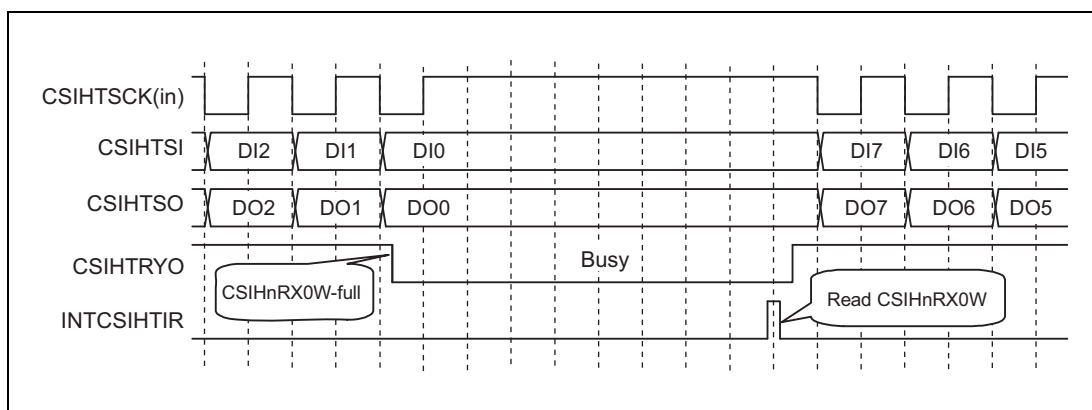 CSIHTSCK(in)
CSIHTSI DI2 DI1 DI0 DI7 DI6 DI5
CSIHTSO DO2 DO1 DO0 DO7 DO6 DO5
CSIHTRYO Busy
CSIHnRX0W-full
Read CSIHnRX0W
INTCSIHTIR